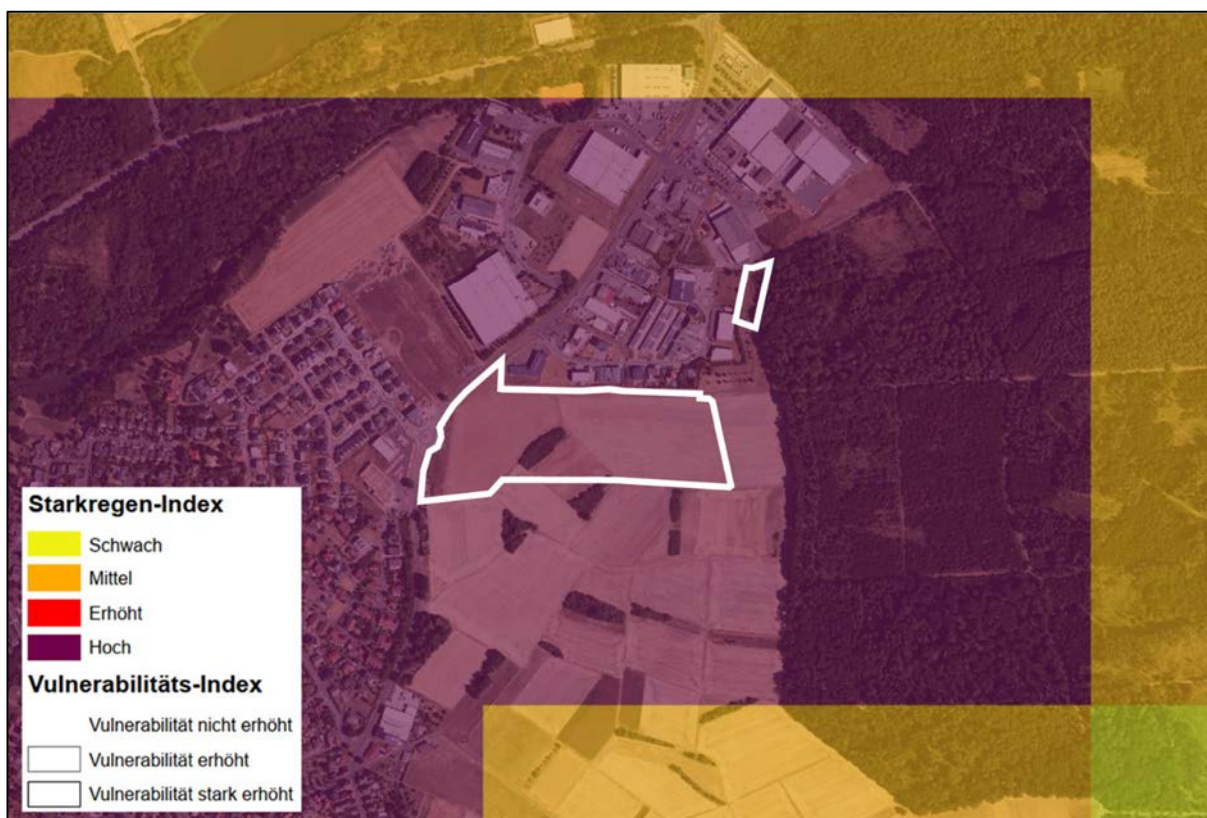 Starkregen-Index
Schwach
Mittel
Erhöht
Hoch
Vulnerabilitäts-Index
Vulnerabilität nicht erhöht
Vulnerabilität erhöht
Vulnerabilität stark erhöht